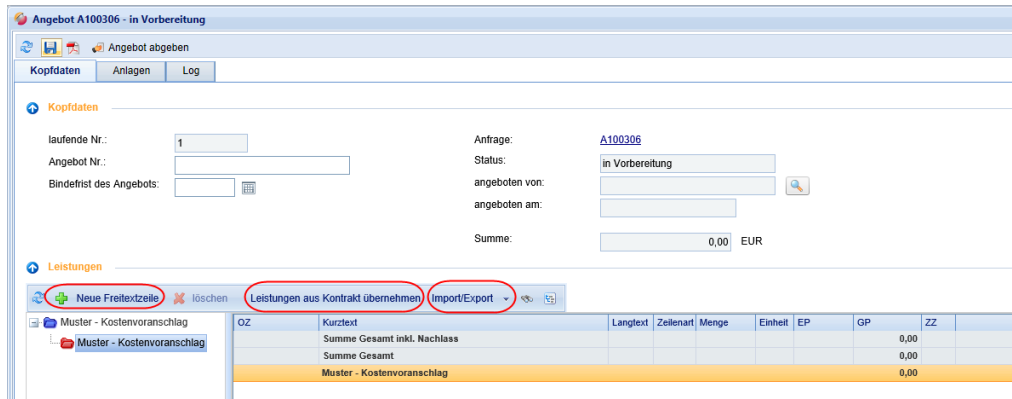 Angebot A100306 - in Vorbereitung
Angebot abgeben
Kopfdaten Anlagen Log
Kopfdaten
laufende Nr.: 1 Anfrage: A100306
Angebot Nr.: Status: in Vorbereitung
Bindefrist des Angebots: angeboten von:
angeboten am:
Summe: 0,00 EUR
Leistungen
Neue Freitextzeile löschen Leistungen aus Kontrakt übernehmen Import/Export
Muster - Kostenvoranschlag OZ Kurztext Langtext Zeilenart Menge Einheit EP GP ZZ
Muster - Kostenvoranschlag Summe Gesamt inkl. Nachlass 0,00
Summe Gesamt 0,00
Muster - Kostenvoranschlag 0,00